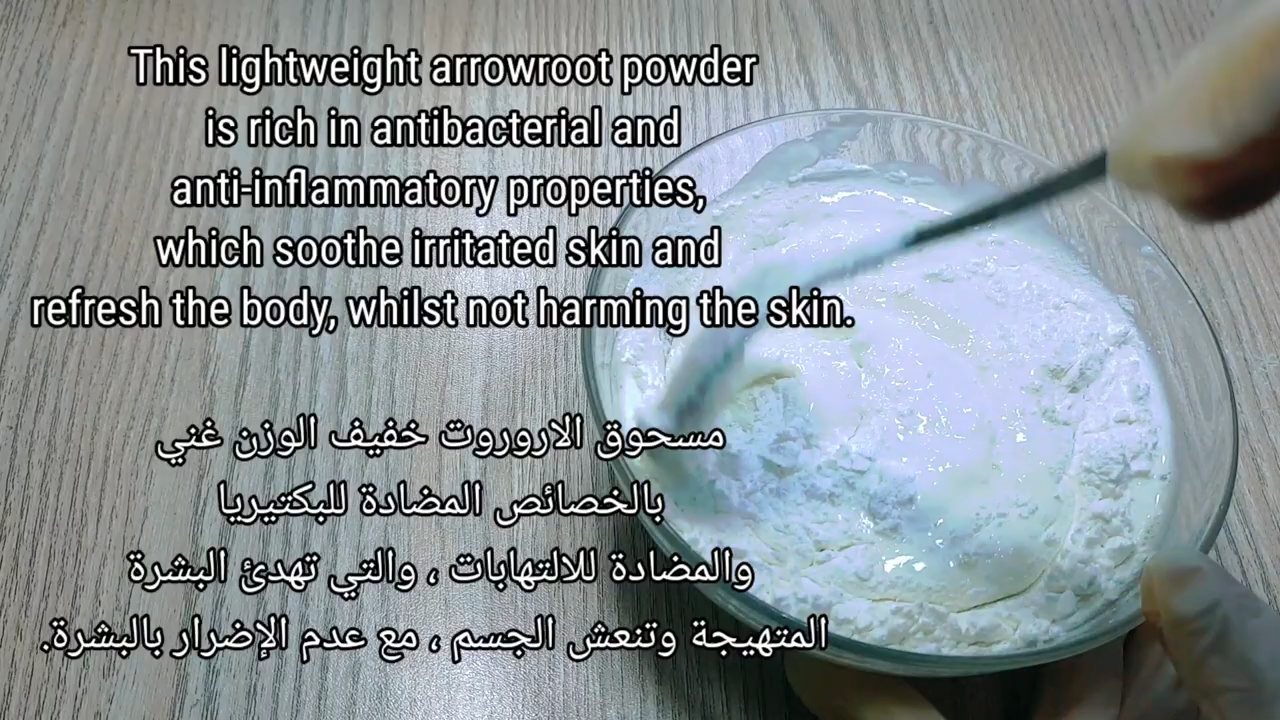 This lightweight arrowroot powder
is rich in antibacterial and
anti-inflammatory properties,
which soothe irritated skin and
refresh the body, whilst not harming the skin.
مسحوق الاروروت خفيف الوزن غني
بالخصائص المضادة للبكتيريا
والمضادة للالتهابات ، والتي تهدئ البشرة
المتهيجة وتنعش الجسم ، مع عدم الإضرار بالبشرة.